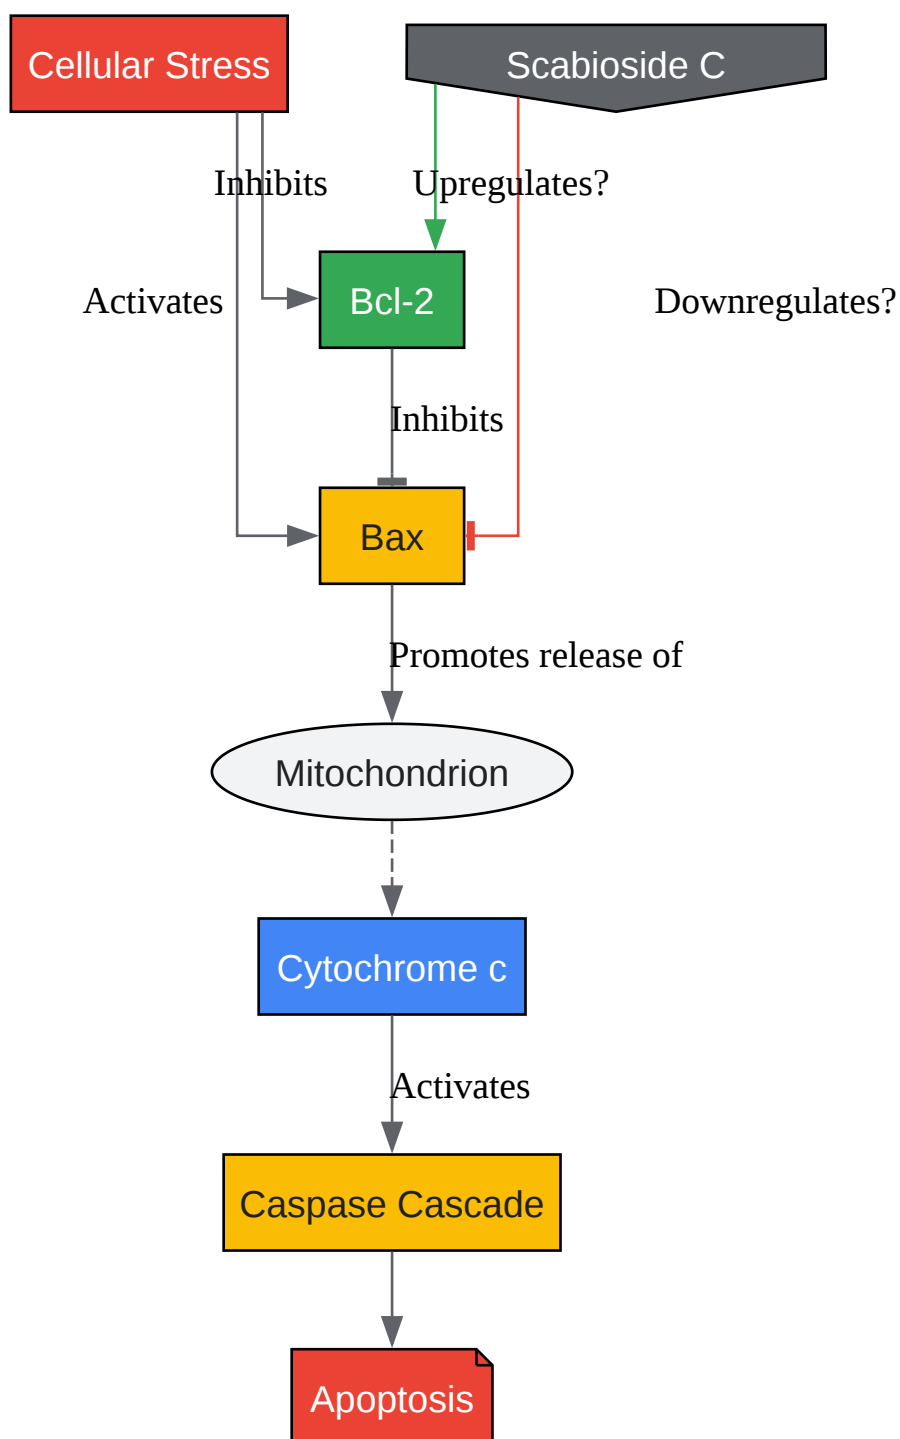 Cellular Stress
Scabioside C
Inhibits
Upregulates?
Activates
Bcl-2
Downregulates?
Inhibits
Bax
Promotes release of
Mitochondrion
Cytochrome c
Activates
Caspase Cascade
Apoptosis